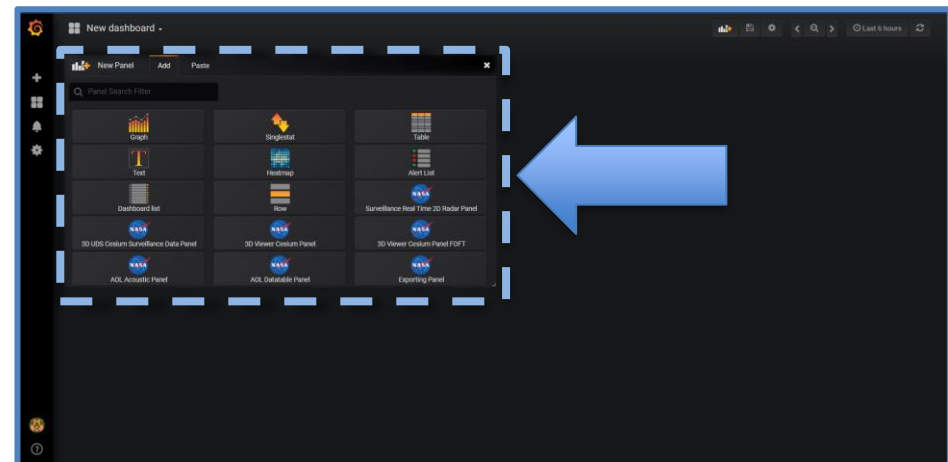 New dashboard
Last 6 hours
New Panel Add Paste
Panel Search Filter
Graph Singlestat Table
Text Heatmap Alert List
Dashboard list Row Surveillance Real Time 2D Radar Panel
3D UDS Cesium Surveillance Data Panel 3D Viewer Cesium Panel 3D Viewer Cesium Panel FOFT
AOL Acoustic Panel AOL Datatable Panel Exporting Panel